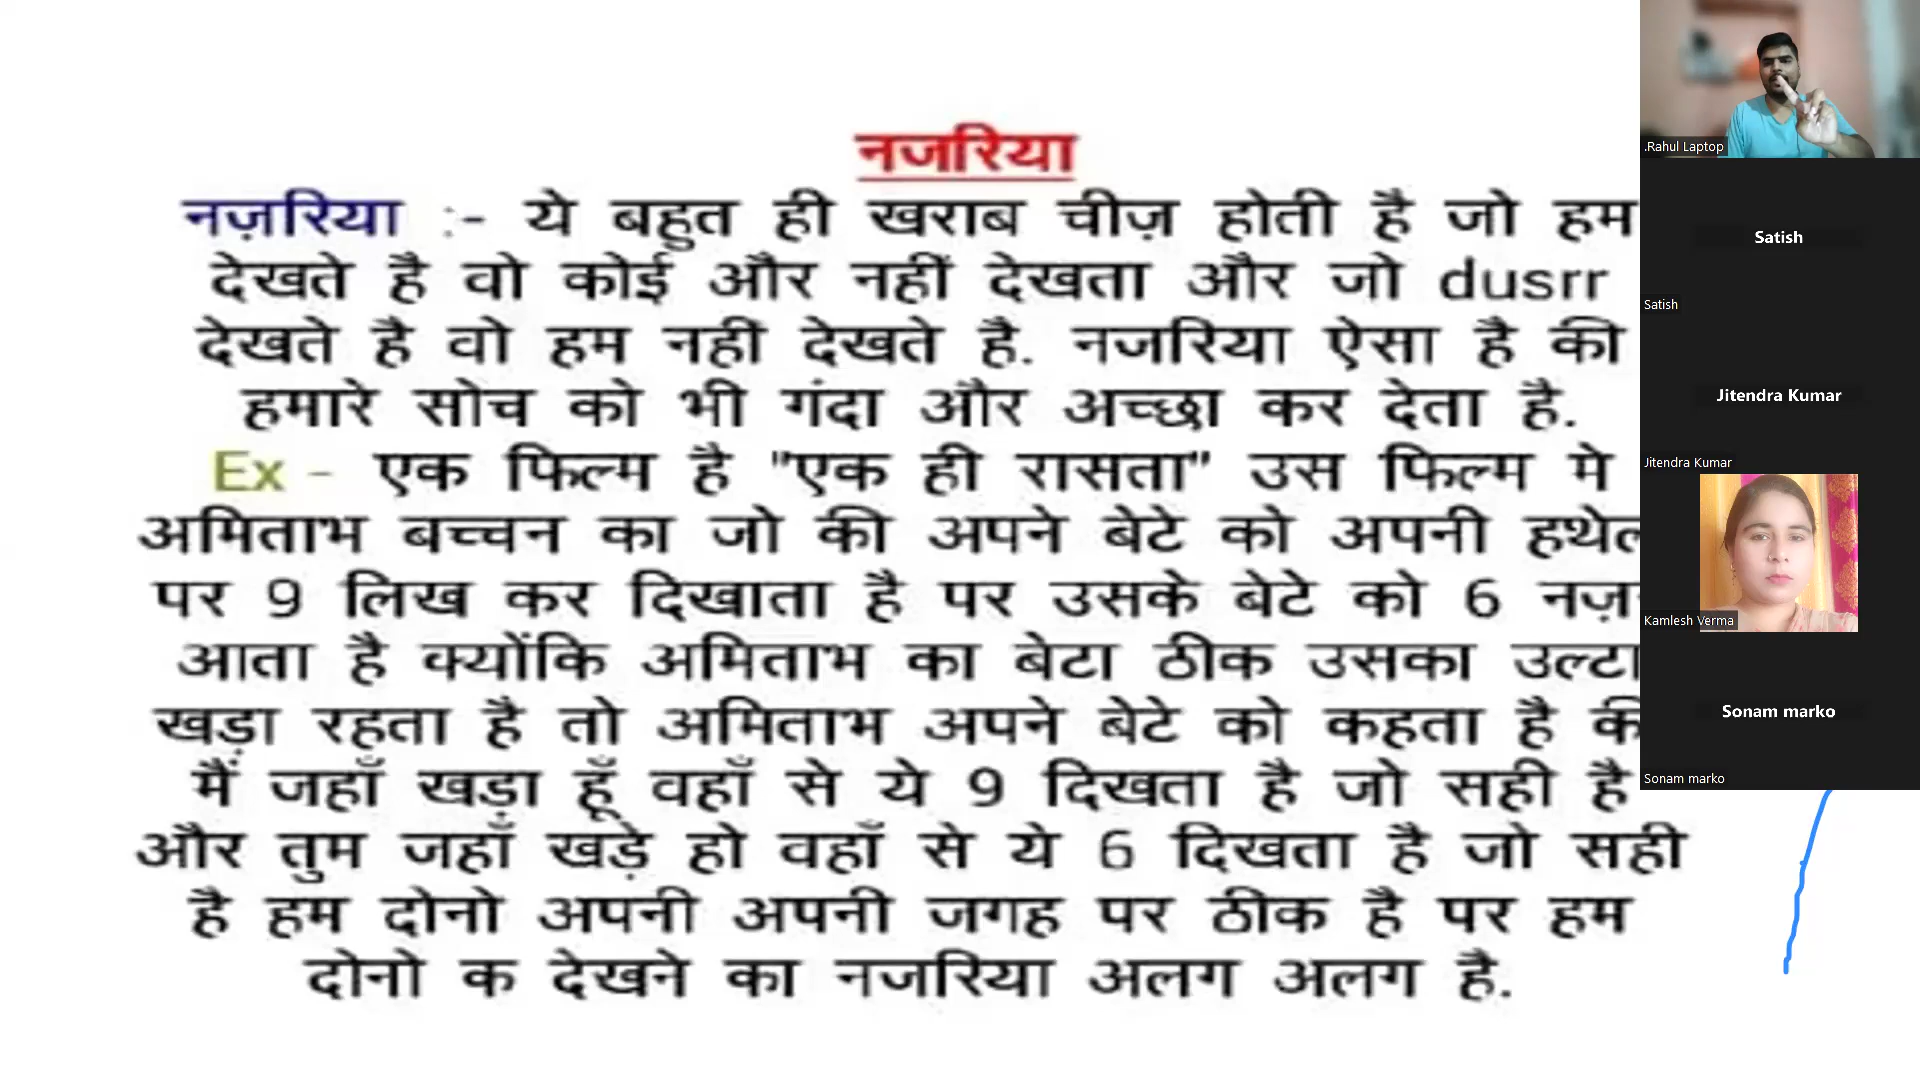 नजरिया
नज़रिया :- ये बहुत ही खराब चीज़ होती है जो हम
देखते है वो कोई और नहीं देखता और जो dusrr
देखते है वो हम नही देखते है. नजरिया ऐसा है की
हमारे सोच को भी गंदा और अच्छा कर देता है.
Ex - एक फिल्म है "एक ही रासता" उस फिल्म मे
अमिताभ बच्चन का जो की अपने बेटे को अपनी
पर 9 लिख कर दिखाता है पर उसके बेटे को 6
आता है क्योंकि अमिताभ का बेटा ठीक उसका उल्टा
खड़ा रहता है तो अमिताभ अपने बेटे को कहता है की
मैं जहाँ खड़ा हूँ वहाँ से ये 9 दिखता है जो सही है
और तुम जहाँ खड़े हो वहाँ से ये 6 दिखता है जो सही
है हम दोनो अपनी अपनी जगह पर ठीक है पर हम
दोनो क देखने का नजरिया अलग अलग है.
.Rahul Laptop
Satish
Satish
Jitendra Kumar
Jitendra Kumar
Kamlesh Verma
Sonam marko
Sonam marko